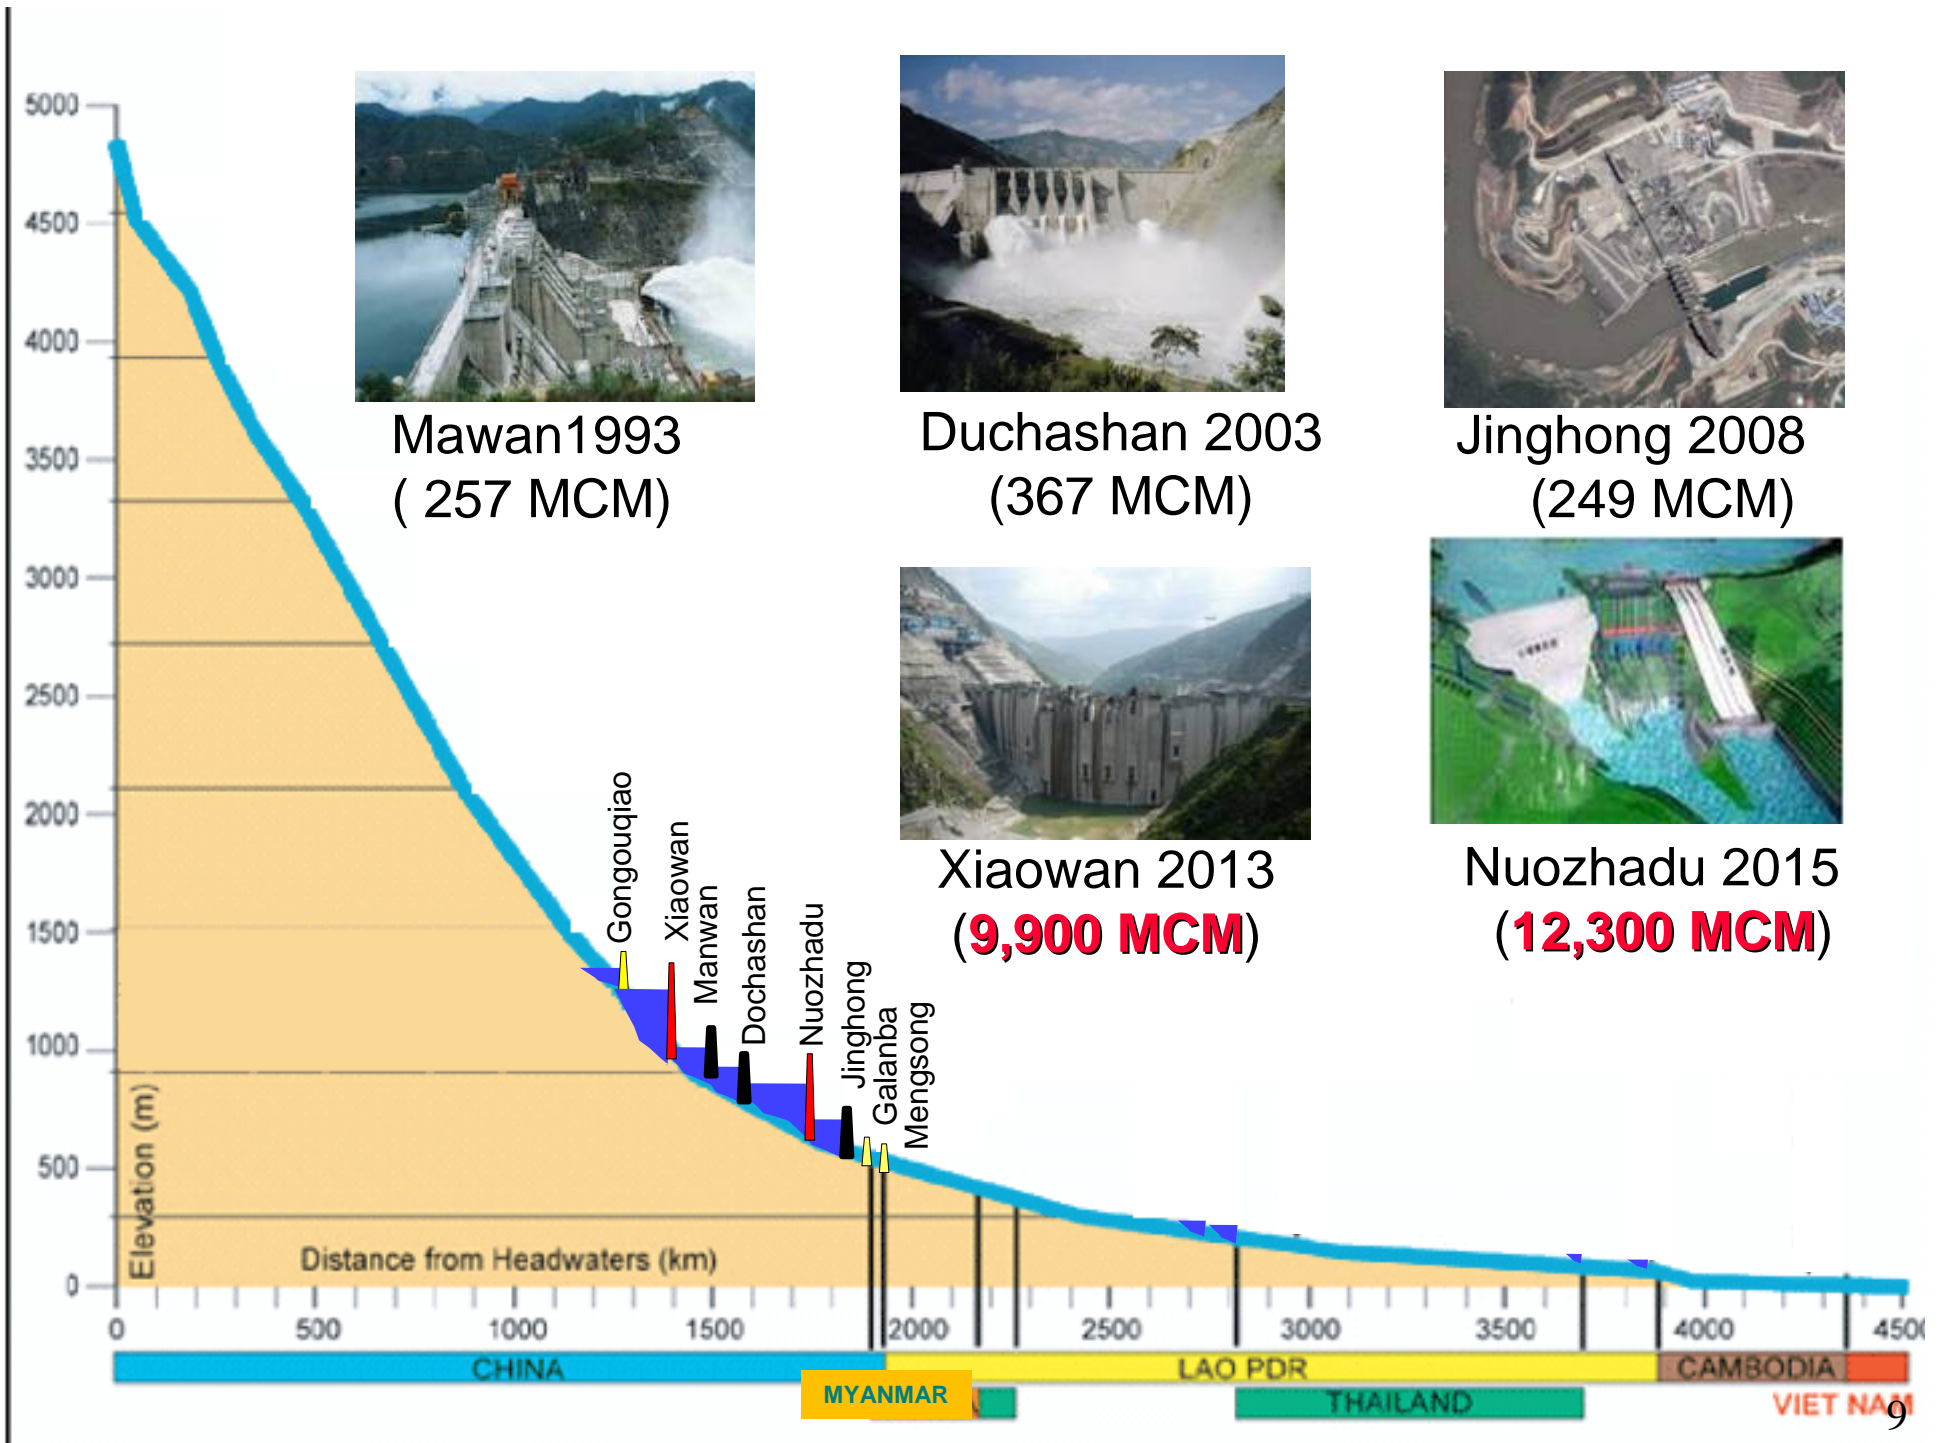 5000
4500
4000
3500
3000
2500
2000
1500
1000
500
0
Elevation (m)
Mawan1993
( 257 MCM)
Duchashan 2003
(367 MCM)
Jinghong 2008
(249 MCM)
Xiaowan 2013
(9,900 MCM)
Nuozhadu 2015
(12,300 MCM)
Gongouqiao
Xiaowan
Manwan
Dochashan
Nuozhadu
Jinghong
Galanba
Mengsong
Distance from Headwaters (km)
0 500 1000 1500 2000 2500 3000 3500 4000 4500
CHINA LAO PDR CAMBODIA
MYANMAR THAILAND VIET NAM
9